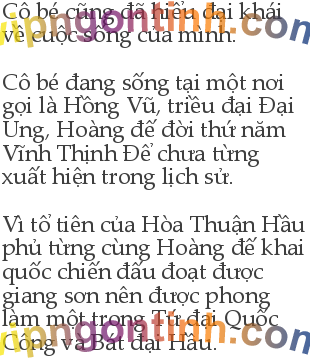 Cô bé cũng đã hiểu đại khái
về cuộc sống của mình.
Cô bé đang sống tại một nơi
gọi là Hồng Vũ, triều đại Đại
Ung, Hoàng đế đời thứ năm
Vĩnh Thịnh Đế chưa từng
xuất hiện trong lịch sử.
Vì tổ tiên của Hòa Thuận Hầu
phủ từng cùng Hoàng đế khai
quốc chiến đấu đoạt được
giang sơn nên được phong
làm một trong Tứ đại Quốc
Công và Bát đại Hầu.
vipngontinh.com
vipngontinh.com